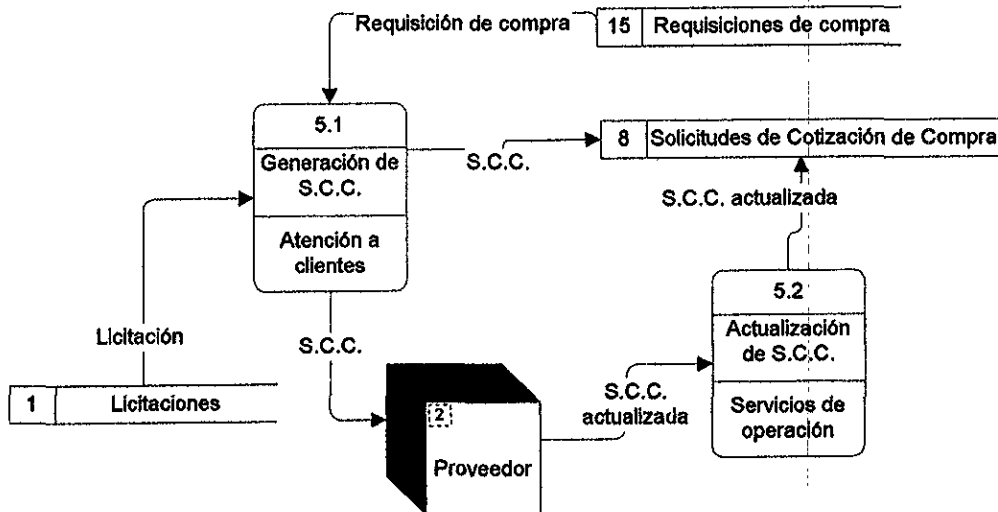 Requisición de compra
15 Requisiciones de compra
5.1
Generación de
S.C.C.
Atención a
clientes
S.C.C.
8 Solicitudes de Cotización de Compra
S.C.C. actualizada
5.2
Actualización
de S.C.C.
Servicios de
operación
Licitación
S.C.C.
1 Licitaciones
2
Proveedor
S.C.C.
actualizada